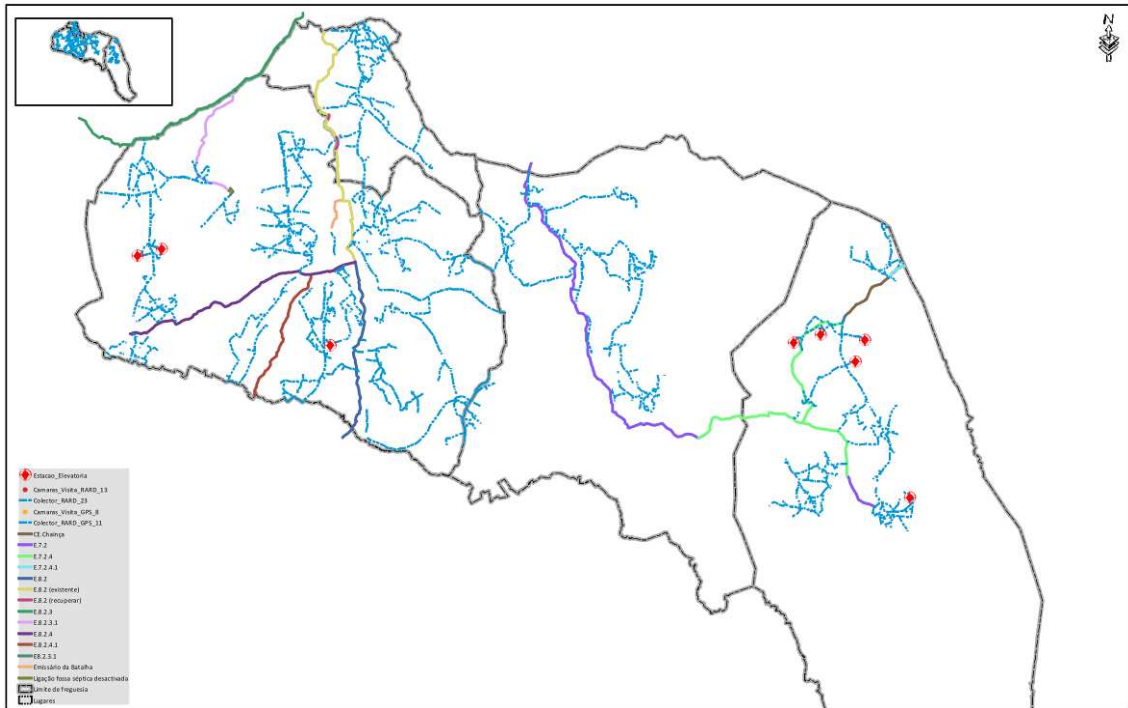 N
Estacao_Elevatoria
Camaras_Visita_RARD_13
Colector_RARD_23
Camaras_Visita_GPS_8
Colector_RARD_GPS_11
CE.Chainça
E.7.2
E.7.2.4
E.7.2.4.1
E.8.2
E.8.2 (existente)
E.8.2 (recuperar)
E.8.2.3
E.8.2.3.1
E.8.2.4
E.8.2.4.1
E8.2.3.1
Emissário da Batalha
Ligação fossa séptica desactivada
Limite de freguesia
Lugares